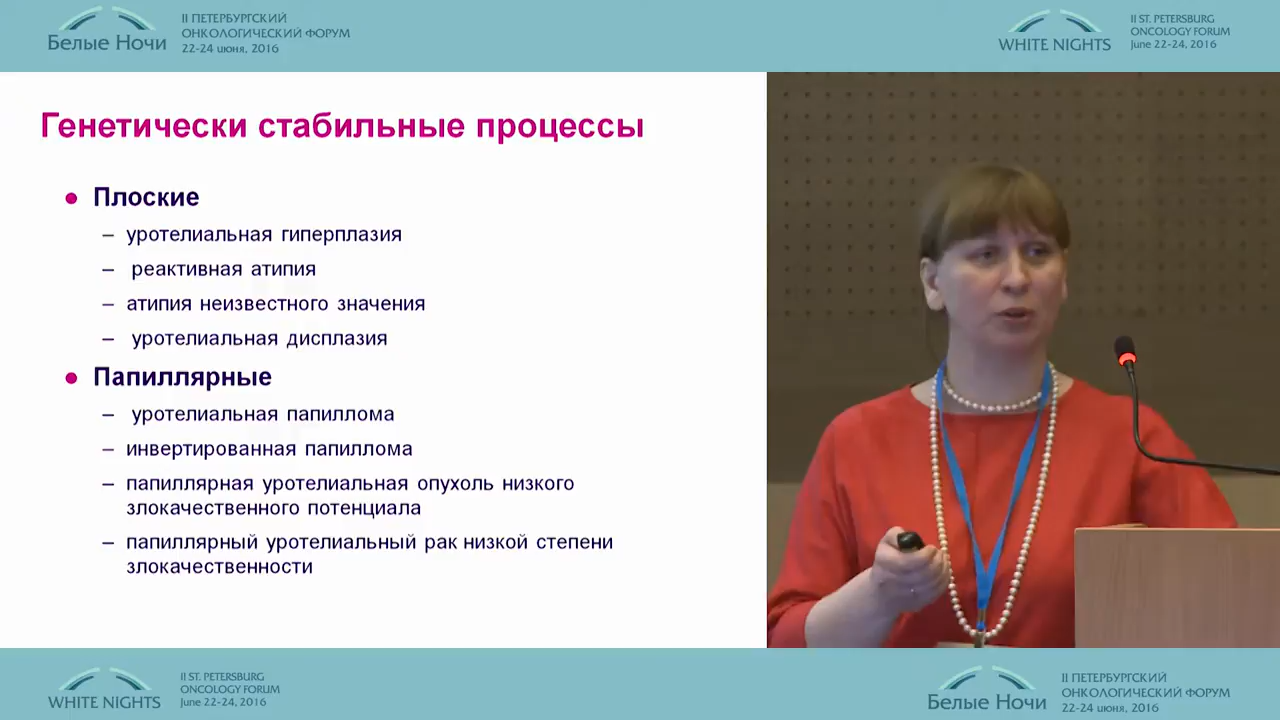 Белые Ночи
II ПЕТЕРБУРГСКИЙ
ОНКОЛОГИЧЕСКИЙ ФОРУМ
22-24 июня, 2016
WHITE NIGHTS
II ST. PETERSBURG
ONCOLOGY FORUM
June 22-24, 2016
Генетически стабильные процессы
● Плоские
– уротелиальная гиперплазия
– реактивная атипия
– атипия неизвестного значения
– уротелиальная дисплазия
● Папиллярные
– уротелиальная папиллома
– инвертированная папиллома
– папиллярная уротелиальная опухоль низкого
злокачественного потенциала
– папиллярный уротелиальный рак низкой степени
злокачественности
WHITE NIGHTS
II ST. PETERSBURG
ONCOLOGY FORUM
June 22-24, 2016
Белые Ночи
II ПЕТЕРБУРГСКИЙ
ОНКОЛОГИЧЕСКИЙ ФОРУМ
22-24 июня, 2016